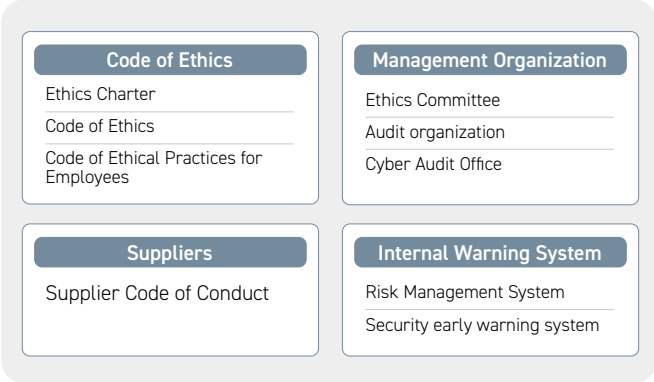 Code of Ethics
Ethics Charter
Code of Ethics
Code of Ethical Practices for
Employees
Management Organization
Ethics Committee
Audit organization
Cyber Audit Office
Suppliers
Supplier Code of Conduct
Internal Warning System
Risk Management System
Security early warning system